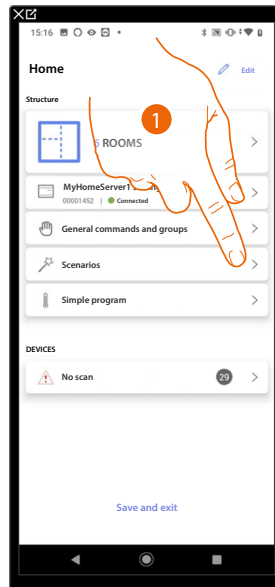 15:16
Home
Edit
Structure
1
ROOMS
MyHomeServer1
00001452 | Connected
General commands and groups
Scenarios
Simple program
DEVICES
No scan
29
Save and exit